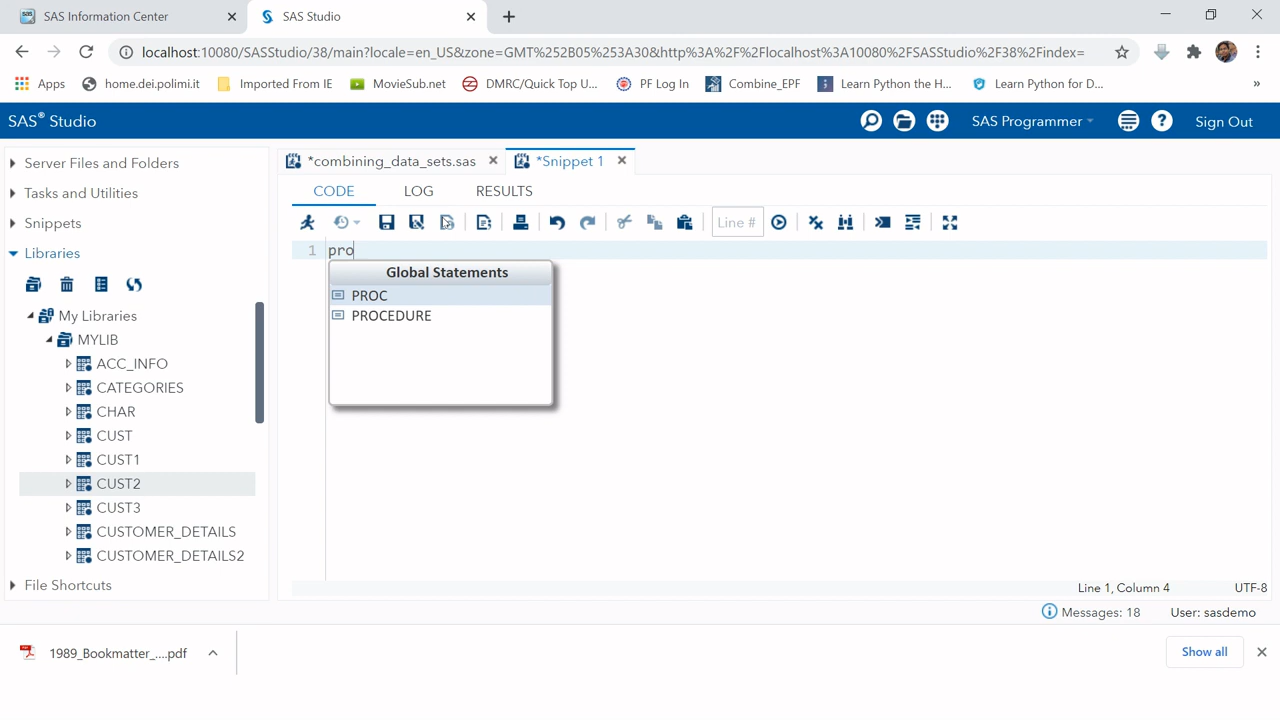 SAS Information Center
SAS Studio
localhost:10080/SASStudio/38/main?locale=en_US&zone=GMT%252B05%253A30&http%3A%2F%2Flocalhost%3A10080%2FSASStudio%2F38%2Findex=
Apps home.dei.polimi.it Imported From IE MovieSub.net DMRC/Quick Top U... PF Log In Combine_EPF Learn Python the H... Learn Python for D... »
SAS® Studio
SAS Programmer
Sign Out
Server Files and Folders
Tasks and Utilities
Snippets
Libraries
My Libraries
MYLIB
ACC_INFO
CATEGORIES
CHAR
CUST
CUST1
CUST2
CUST3
CUSTOMER_DETAILS
CUSTOMER_DETAILS2
File Shortcuts
*combining_data_sets.sas
*Snippet 1
CODE LOG RESULTS
Line #
1 pro
Global Statements
PROC
PROCEDURE
Line 1, Column 4 UTF-8
Messages: 18 User: sasdemo
1989_Bookmatter_....pdf
Show all